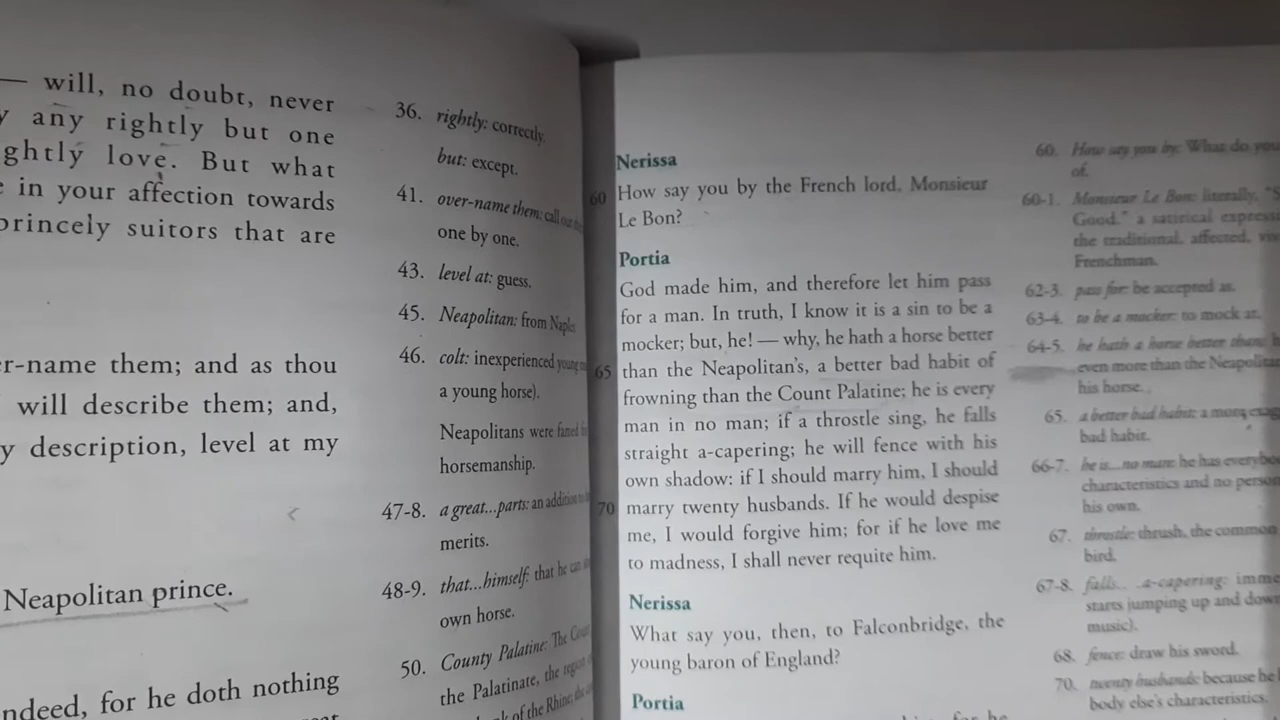 — will, no doubt, never
any rightly but one
ghtly love. But what
in your affection towards
princely suitors that are
er-name them; and as thou
will describe them; and,
y description, level at my
Neapolitan prince.
ndeed, for he doth nothing
36. rightly: correctly.
but: except.
41. over-name them: call
one by one.
43. level at: guess.
45. Neapolitan: from
46. colt: inexperienced young
a young horse).
Neapolitans were famed
horsemanship.
47-8. a great...parts: an addition
merits.
48-9. that...himself: that he can
own horse.
50. County Palatine: The
the Palatinate, the region
of the Rhine;
Nerissa
60 How say you by the French lord, Monsieur
Le Bon?
Portia
God made him, and therefore let him pass
for a man. In truth, I know it is a sin to be a
mocker; but, he! — why, he hath a horse better
65 than the Neapolitan's, a better bad habit of
frowning than the Count Palatine; he is every
man in no man; if a throstle sing, he falls
straight a-capering; he will fence with his
own shadow: if I should marry him, I should
70 marry twenty husbands. If he would despise
me, I would forgive him; for if he love me
to madness, I shall never requite him.
Nerissa
What say you, then, to Falconbridge, the
young baron of England?
Portia
for he
60. How say you by: What do you
of.
60-1. Monsieur Le Bon: literally,
Good," a satirical
the traditional, affected,
Frenchman.
62-3. pass for: be accepted as.
63-4. to be a mocker: to mock at.
64-5. he hath a horse better than:
even more than the
his horse.
65. a better bad habit: a more
bad habit.
66-7. he is...no man: he has
characteristics and no
his own.
67. throstle: thrush, the common
bird.
67-8. falls... .a-capering:
starts jumping up and
music).
68. fence: draw his sword.
70. twenty husbands: because he
body else's characteristics.